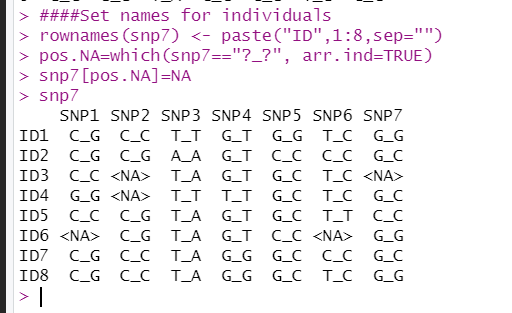 > ####Set names for individuals
> rownames(snp7) <- paste("ID",1:8,sep="")
> pos.NA=which(snp7=="?_?", arr.ind=TRUE)
> snp7[pos.NA]=NA
> snp7
    SNP1 SNP2 SNP3 SNP4 SNP5 SNP6 SNP7
ID1  C_G  C_C  T_T  G_T  G_G  T_C  G_G
ID2  C_G  C_G  A_A  G_T  C_C  C_C  G_C
ID3  C_C <NA>  T_A  G_T  G_C  T_C <NA>
ID4  G_G <NA>  T_T  T_T  G_C  T_C  G_C
ID5  C_C  C_G  T_A  G_T  G_C  T_T  C_C
ID6 <NA>  C_G  T_A  G_T  C_C <NA>  G_G
ID7  C_G  C_C  T_A  G_G  G_C  C_C  G_C
ID8  C_G  C_C  T_A  G_G  G_C  T_C  G_G
>